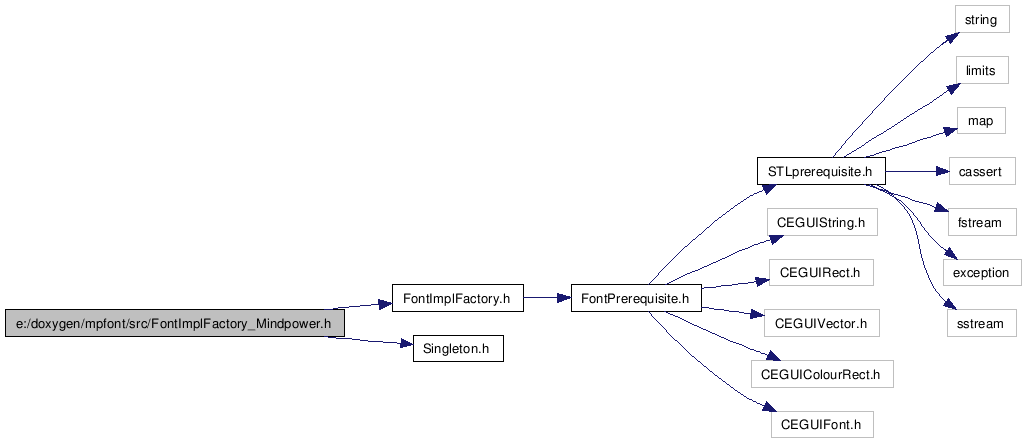 e:/doxygen/mpfont/src/FontImplFactory_Mindpower.h
FontImplFactory.h
Singleton.h
FontPrerequisite.h
STLprerequisite.h
CEGUIString.h
CEGUIRect.h
CEGUIVector.h
CEGUIColourRect.h
CEGUIFont.h
string
limits
map
cassert
fstream
exception
sstream